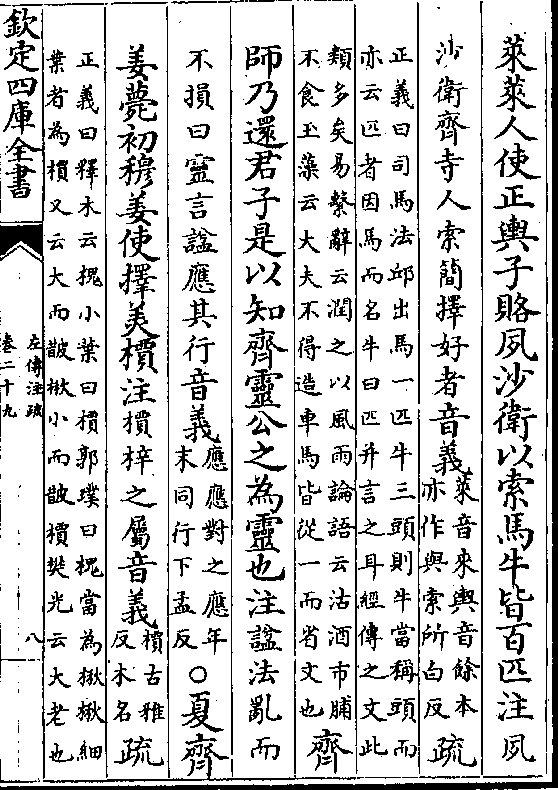 萊萊人使正輿子賂夙沙衛以索馬牛皆百匹注夙
沙衛齊寺人索簡擇好者音義萊音來輿音餘本
亦作與索所白反疏
正義曰司馬法邱出馬一匹牛三頭則牛當稱頭而
亦云匹者因馬而名牛曰匹并言之耳經傳之文此
類多矣易繫辭云潤之以風雨論語云沽酒市脯
不食玉藻云大夫不得造車馬皆從一而省文也齊
師乃還君子是以知齊靈公之為靈也注諡法亂而
不損曰靈言諡應其行音義應應對之應年
末同行下孟反○夏齊
姜薨初穆姜使擇美檟注檟梓之屬音義檟古雅
反木名疏
正義曰釋木云槐小葉曰檟郭璞曰槐當為楸楸細
葉者為檟又云大而皵楸小而皵檟樊光云大老也
欽定四庫全書
左傳注疏
卷二十九
八